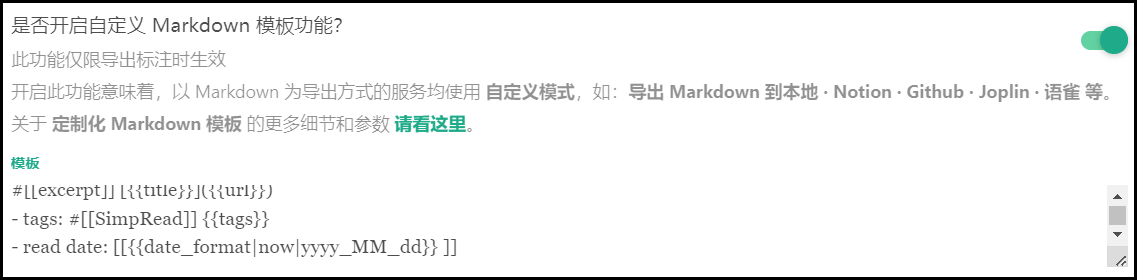 是否开启自定义 Markdown 模板功能？
此功能仅限导出标注时生效
开启此功能意味着，以 Markdown 为导出方式的服务均使用 自定义模式，如：导出 Markdown 到本地 · Notion · Github · Joplin · 语雀 等。
关于 定制化 Markdown 模板 的更多细节和参数 请看这里。
模板
#[[excerpt]] [{{title}}]({{url}})
- tags: #[[SimpRead]] {{tags}}
- read date: [[{{date_format|now|yyyy_MM_dd}} ]]